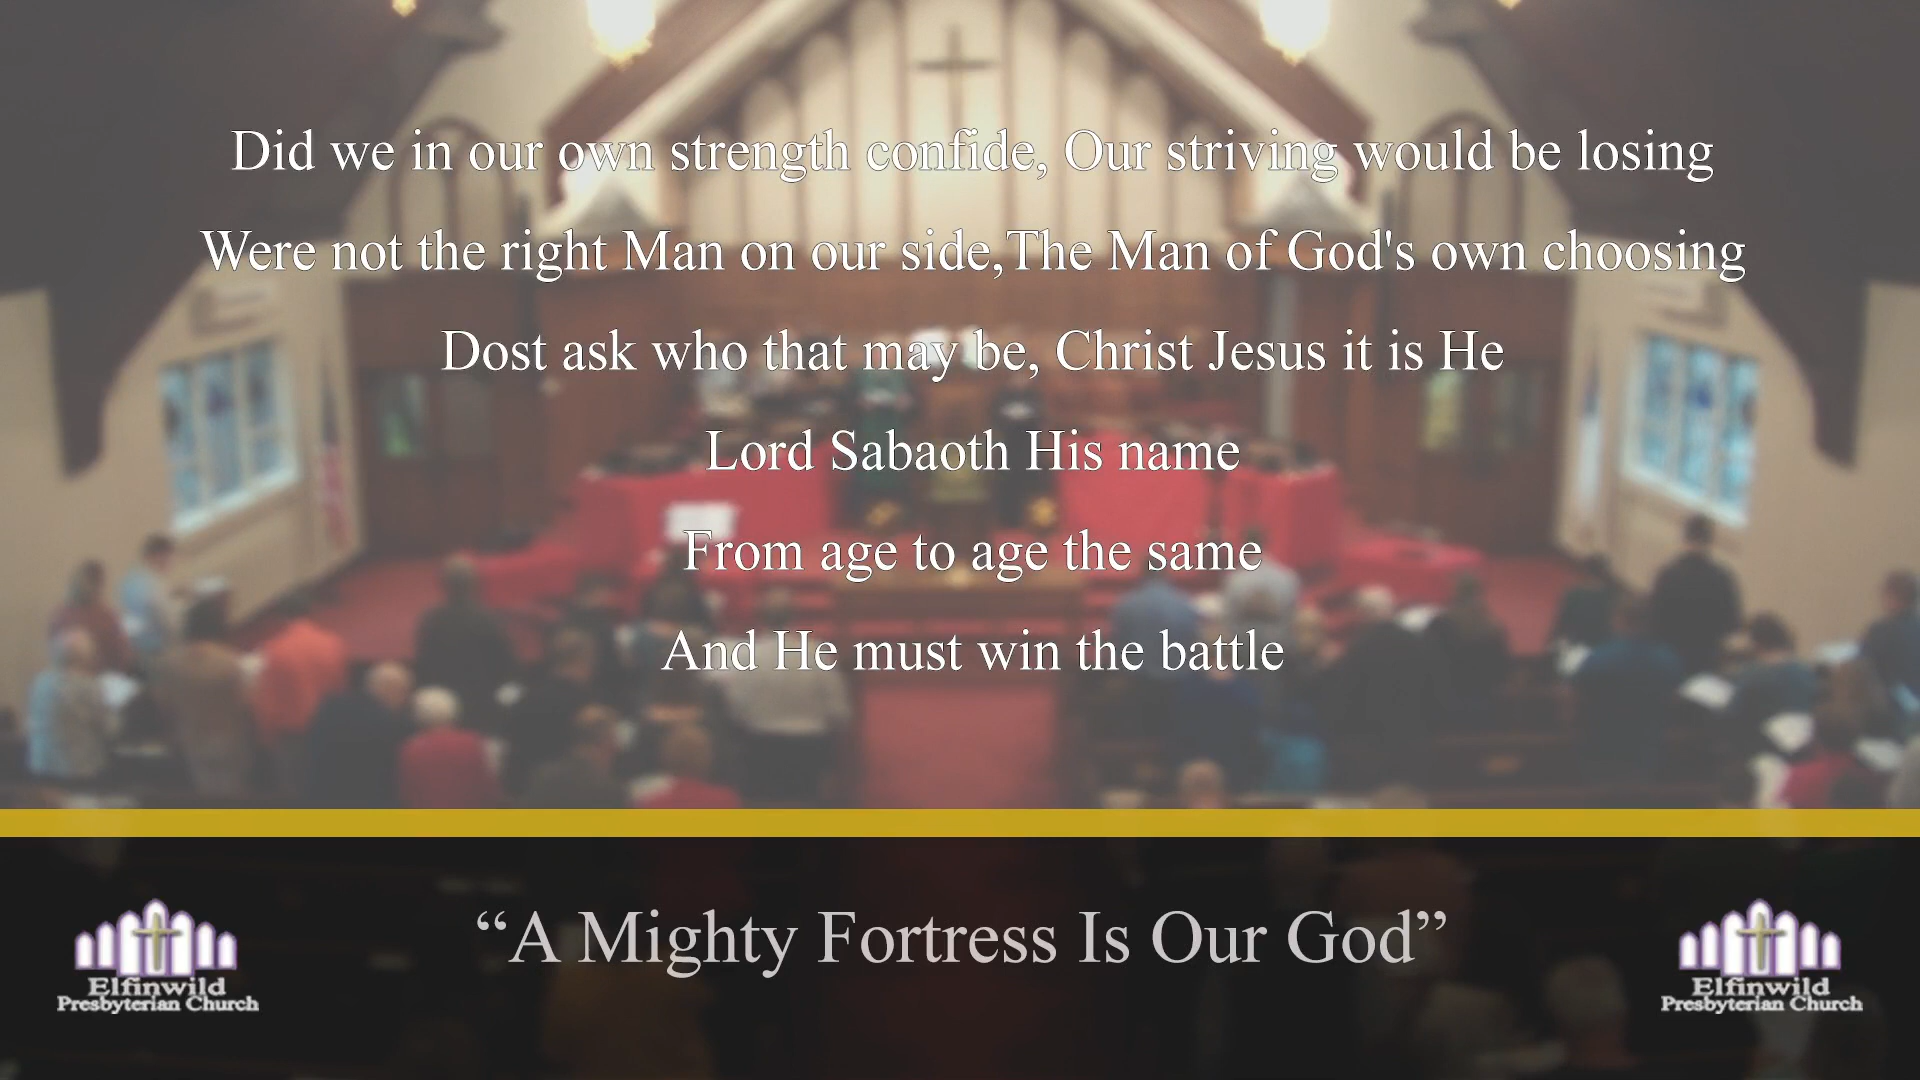 Did we in our own strength confide, Our striving would be losing
Were not the right Man on our side,The Man of God's own choosing
Dost ask who that may be, Christ Jesus it is He
Lord Sabaoth His name
From age to age the same
And He must win the battle
“A Mighty Fortress Is Our God”
Elfinwild
Presbyterian Church
Elfinwild
Presbyterian Church